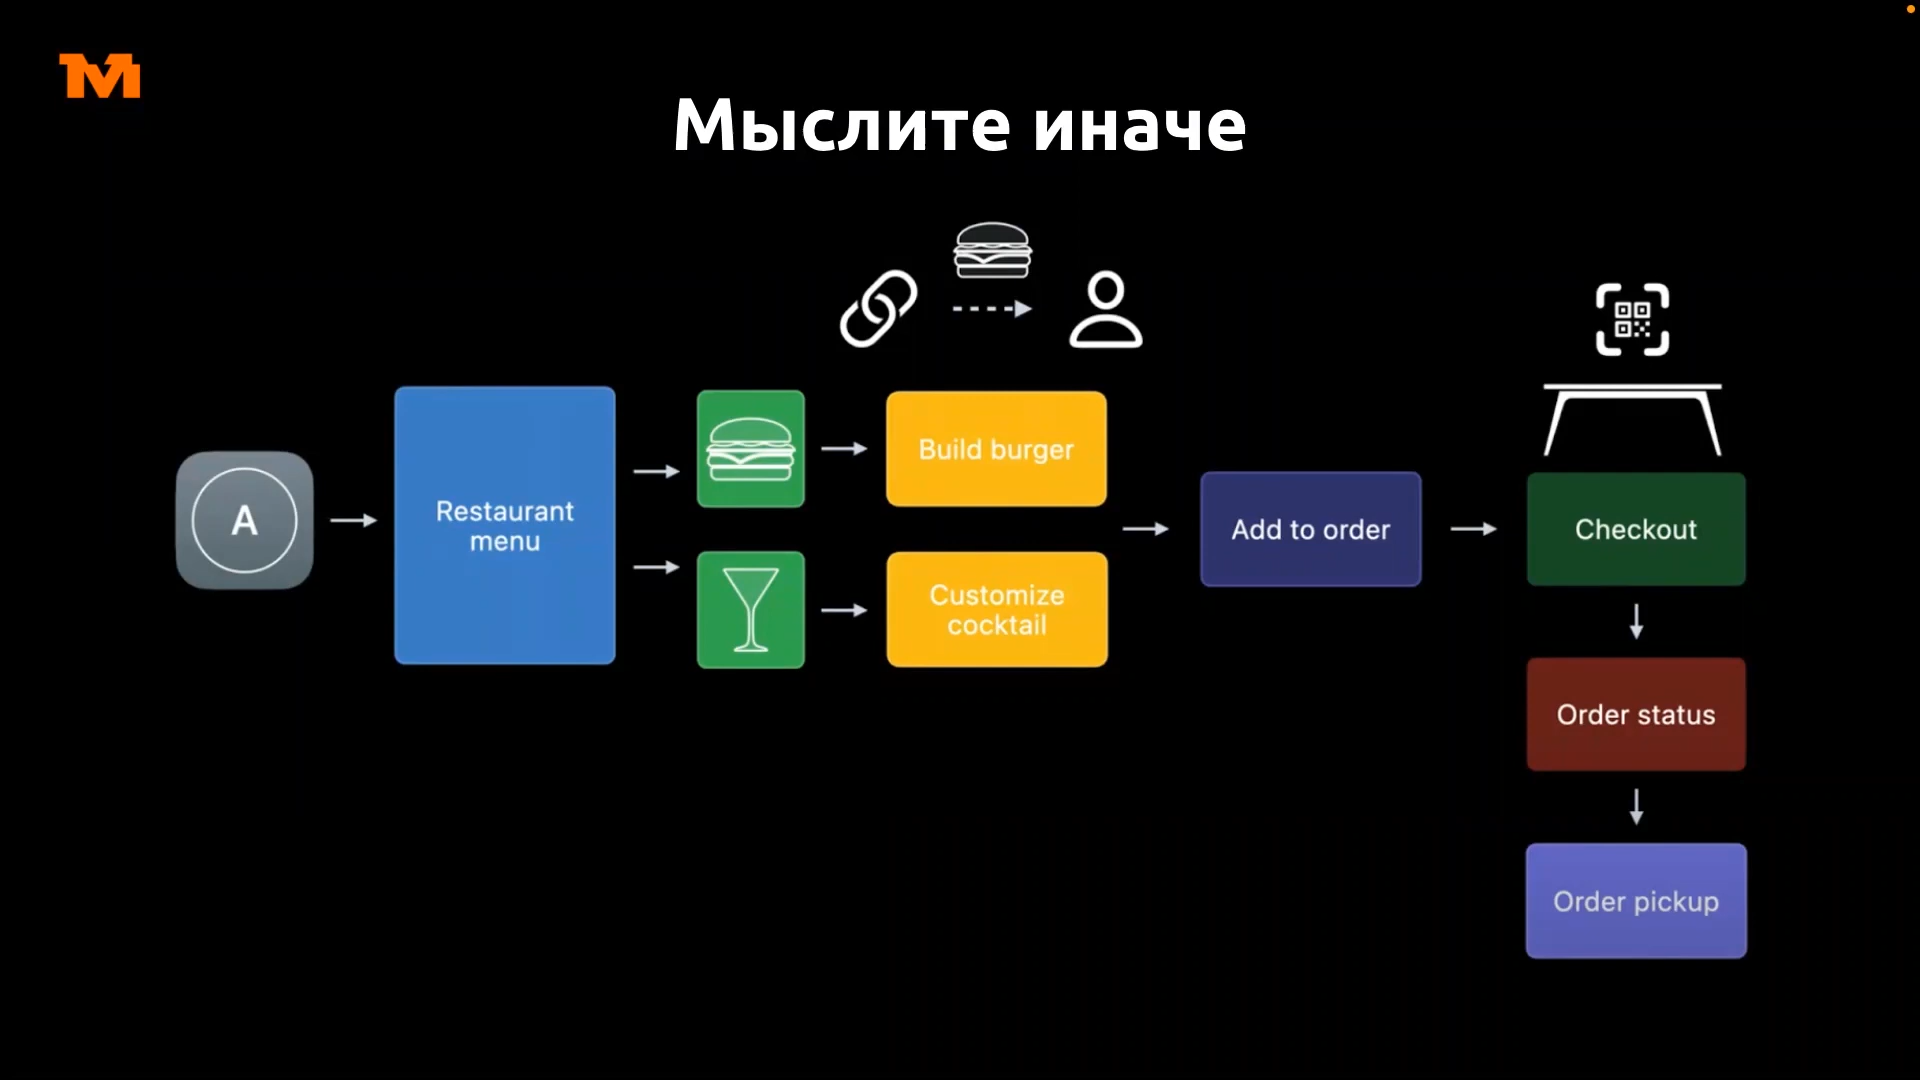 Мыслите иначе
A
Restaurant
menu
Build burger
Customize
cocktail
Add to order
Checkout
Order status
Order pickup